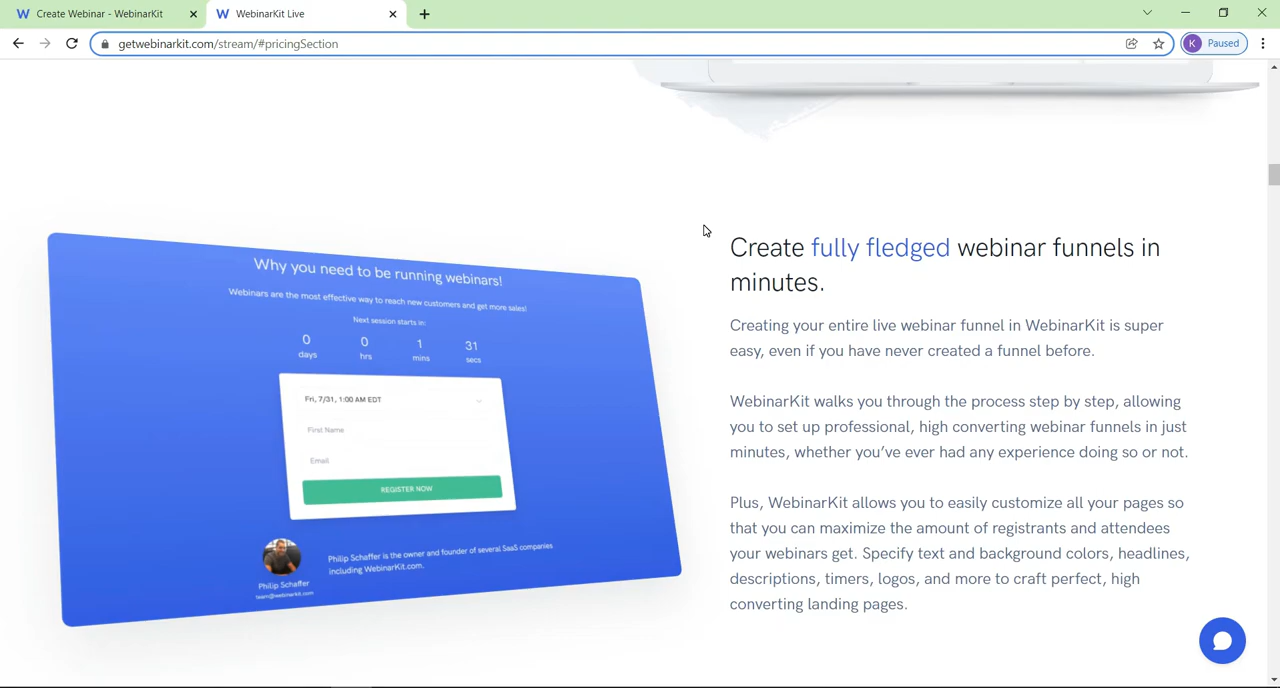 Create Webinar - WebinarKit
WebinarKit Live
getwebinarkit.com/stream/#pricingSection
K Paused
Why you need to be running webinars!
Webinars are the most effective way to reach new customers and get more sales!
Next session starts in:
0 0 1 31
days hrs mins secs
Fri, 7/31, 1:00 AM EDT
First Name
Email
REGISTER NOW
Philip Schaffer is the owner and founder of several SaaS companies
including WebinarKit.com.
Philip Schaffer
team@webinarkit.com
Create fully fledged webinar funnels in
minutes.
Creating your entire live webinar funnel in WebinarKit is super
easy, even if you have never created a funnel before.
WebinarKit walks you through the process step by step, allowing
you to set up professional, high converting webinar funnels in just
minutes, whether you've ever had any experience doing so or not.
Plus, WebinarKit allows you to easily customize all your pages so
that you can maximize the amount of registrants and attendees
your webinars get. Specify text and background colors, headlines,
descriptions, timers, logos, and more to craft perfect, high
converting landing pages.